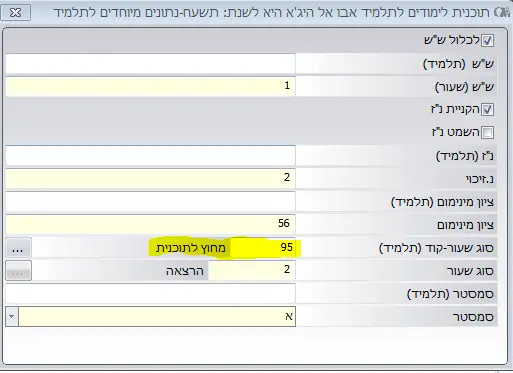 תוכנית לימודים לתלמיד אבו אל היג'א היא לשנת: תשעח-נתונים מיוחדים לתלמיד
לכלול ש"ש
ש"ש (תלמיד)
ש"ש (שעור) 1
הקניית נ"ז
השמט נ"ז
נ"ז (תלמיד)
נ.זיכוי 2
ציון מינימום (תלמיד)
ציון מינימום 56
סוג שעור-קוד (תלמיד) 95 מחוץ לתוכנית ...
סוג שעור 2 הרצאה ...
סמסטר (תלמיד)
סמסטר א